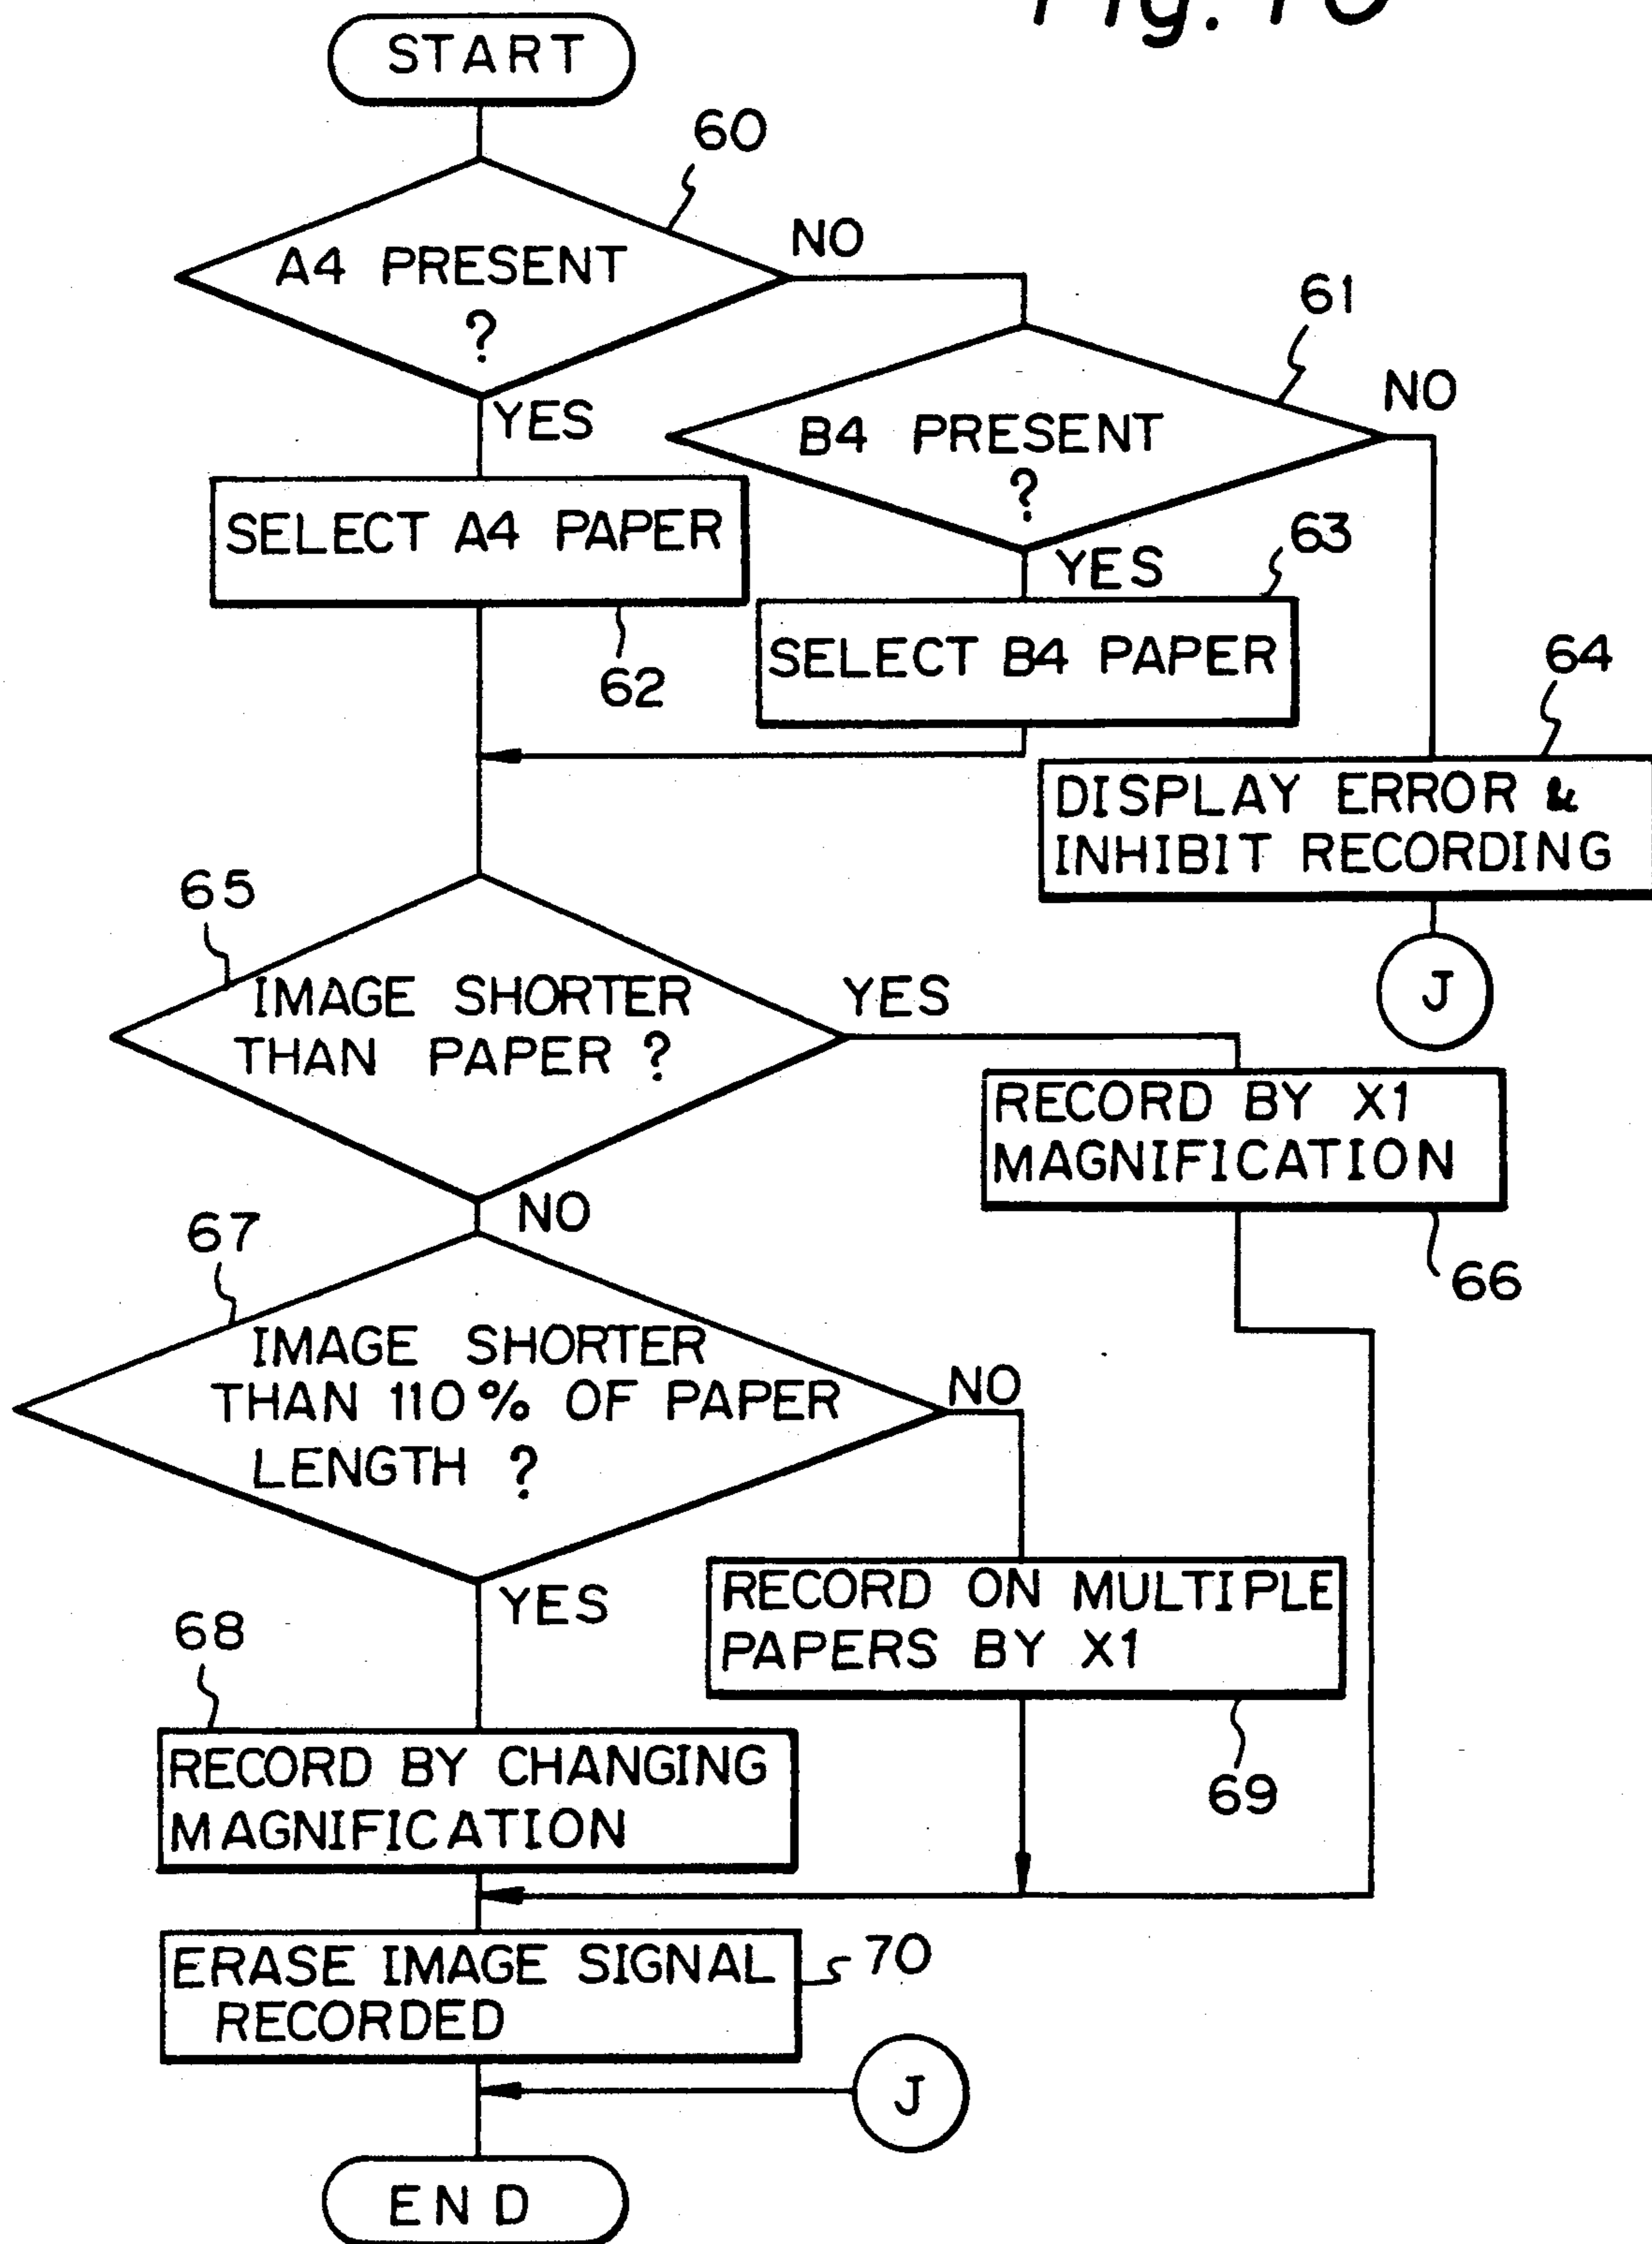 START
60
A4 PRESENT
?
NO
61
YES
B4 PRESENT
?
NO
SELECT A4 PAPER
62
YES
63
SELECT B4 PAPER
64
DISPLAY ERROR &
INHIBIT RECORDING
J
65
IMAGE SHORTER
THAN PAPER ?
YES
RECORD BY X1
MAGNIFICATION
66
NO
67
IMAGE SHORTER
THAN 110% OF PAPER
LENGTH ?
NO
YES
RECORD ON MULTIPLE
PAPERS BY X1
69
68
RECORD BY CHANGING
MAGNIFICATION
ERASE IMAGE SIGNAL
RECORDED
70
J
END